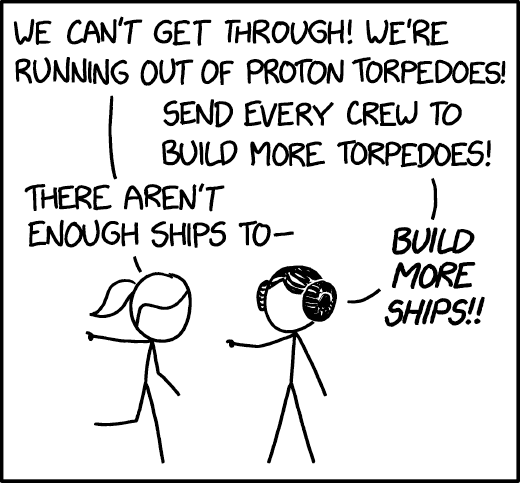 WE CAN'T GET THROUGH! WE'RE
RUNNING OUT OF PROTON TORPEDOES!
SEND EVERY CREW TO
BUILD MORE TORPEDOES!
THERE AREN'T
ENOUGH SHIPS TO—
BUILD
MORE
SHIPS!!